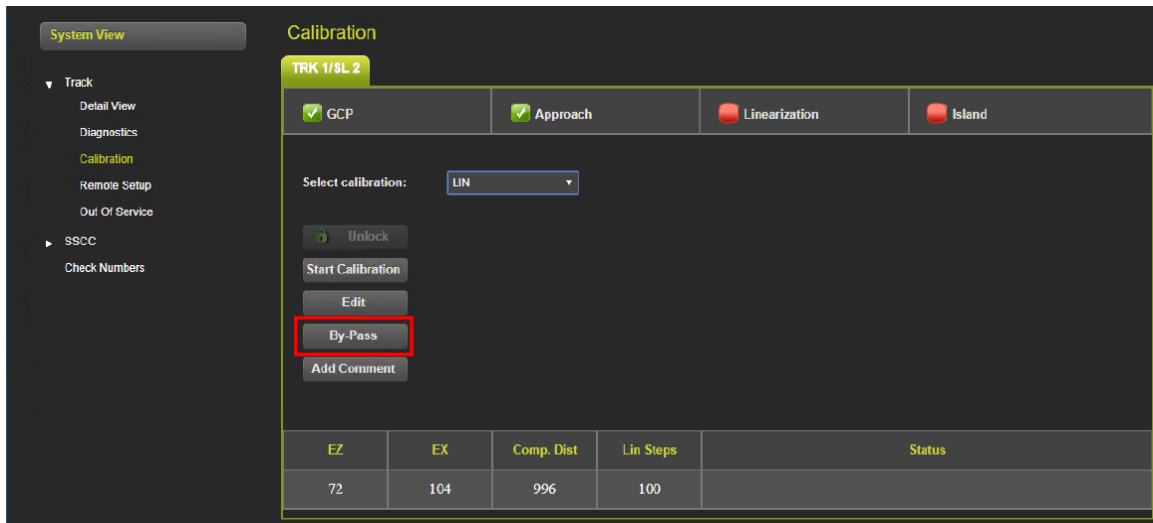 System View
Track
Detail View
Diagnostics
Calibration
Remote Setup
Out Of Service
SSCC
Check Numbers
Calibration
TRK 1/SL 2
GCP Approach Linearization Island
Select calibration: LIN
Unlock
Start Calibration
Edit
By-Pass
Add Comment
EZ EX Comp. Dist Lin Steps Status
72 104 996 100